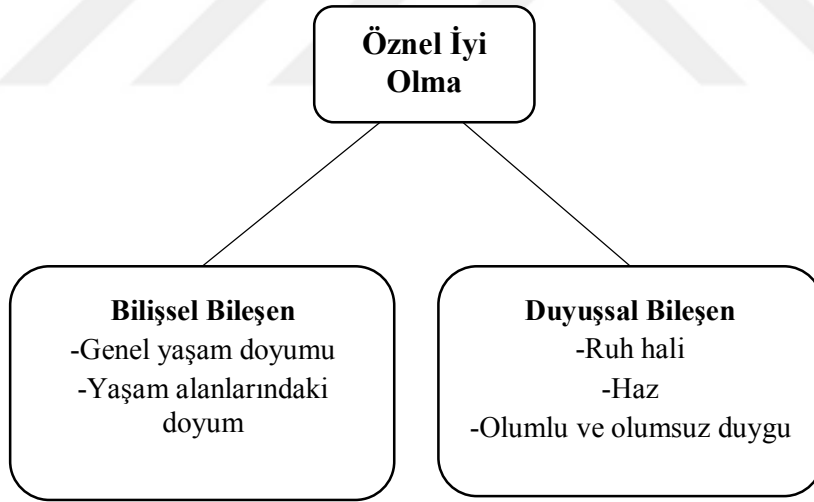 Öznel İyi
Olma
Bilişsel Bileşen
-Genel yaşam doyumu
-Yaşam alanlarındaki
doyum
Duyuşsal Bileşen
-Ruh hali
-Haz
-Olumlu ve olumsuz duygu